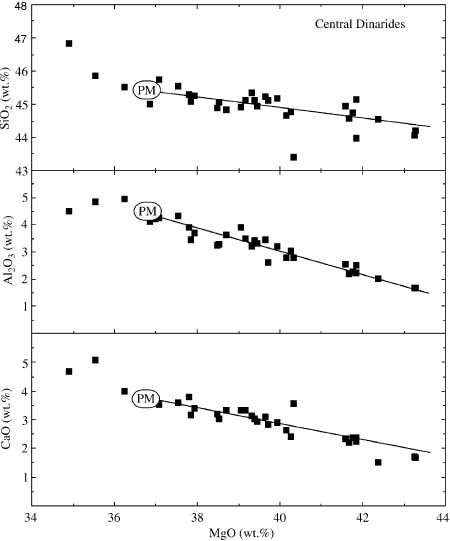 Central Dinarides
48
47
46
45
44
43
SiO₂ (wt.%)
PM
5
4
3
2
1
Al₂O₃ (wt.%)
PM
5
4
3
2
1
CaO (wt.%)
PM
34 36 38 40 42 44
MgO (wt.%)